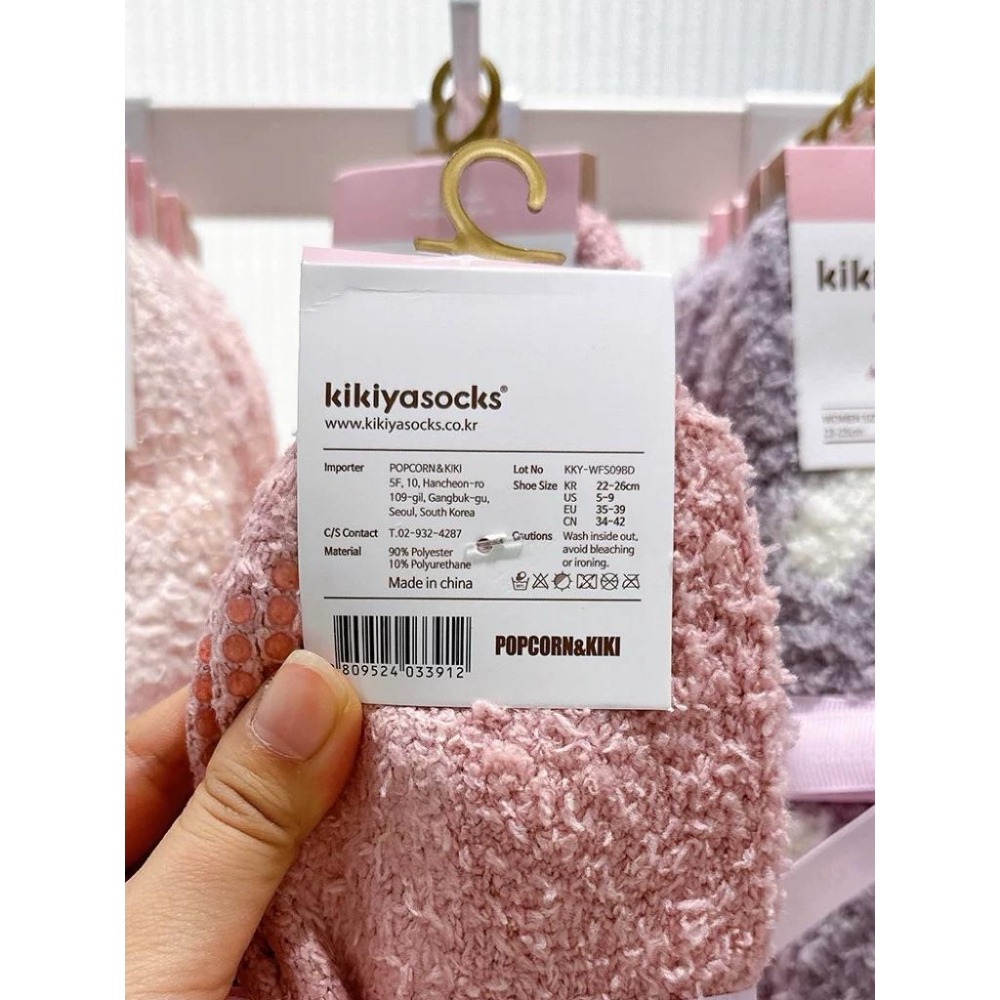 kikiyasocks®
www.kikiyasocks.co.kr
Importer POPCORN&KIKI
5F, 10, Hancheon-ro
109-gil, Gangbuk-gu,
Seoul, South Korea
C/S Contact T.02-932-4287
Material 90% Polyester
10% Polyurethane
Made in china
Lot No KKY-WFS09BD
Shoe Size KR 22-26cm
US 5-9
EU 35-39
CN 34-42
Cautions Wash inside out,
avoid bleaching
or ironing.
809524 033912
POPCORN&KIKI
kiki